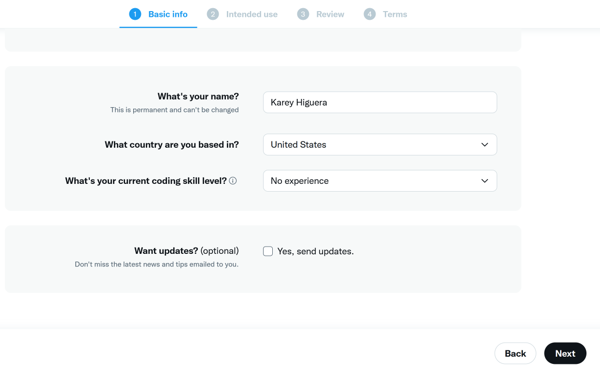 1 Basic info 2 Intended use 3 Review 4 Terms
What's your name?
This is permanent and can't be changed
Karey Higuera
What country are you based in?
United States
What's your current coding skill level?
No experience
Want updates? (optional)
Don't miss the latest news and tips emailed to you.
Yes, send updates.
Back Next